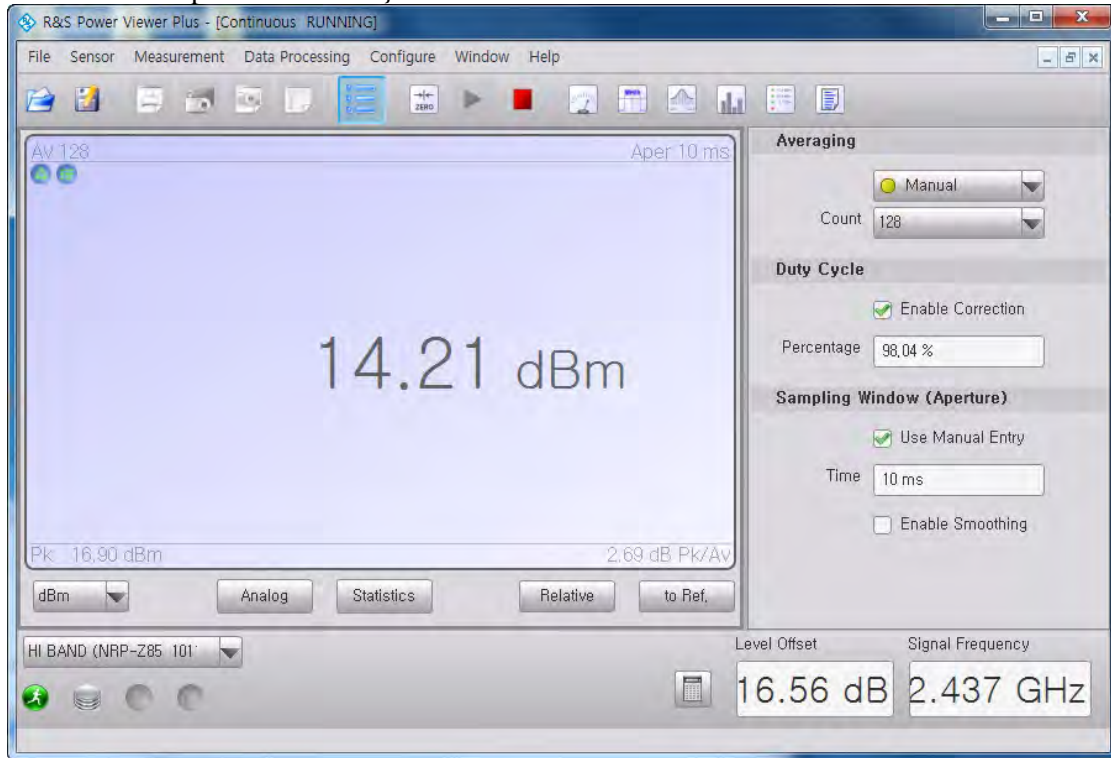 R&S Power Viewer Plus - [Continuous RUNNING]
File Sensor Measurement Data Processing Configure Window Help
ZERO
Av 128 Aper 10 ms
14.21 dBm
Pk 16.90 dBm 2.69 dB Pk/Av
dBm Analog Statistics Relative to Ref.
Averaging
Manual
Count 128
Duty Cycle
Enable Correction
Percentage 98.04 %
Sampling Window (Aperture)
Use Manual Entry
Time 10 ms
Enable Smoothing
HI BAND (NRP-Z85 101
Level Offset Signal Frequency
16.56 dB 2.437 GHz